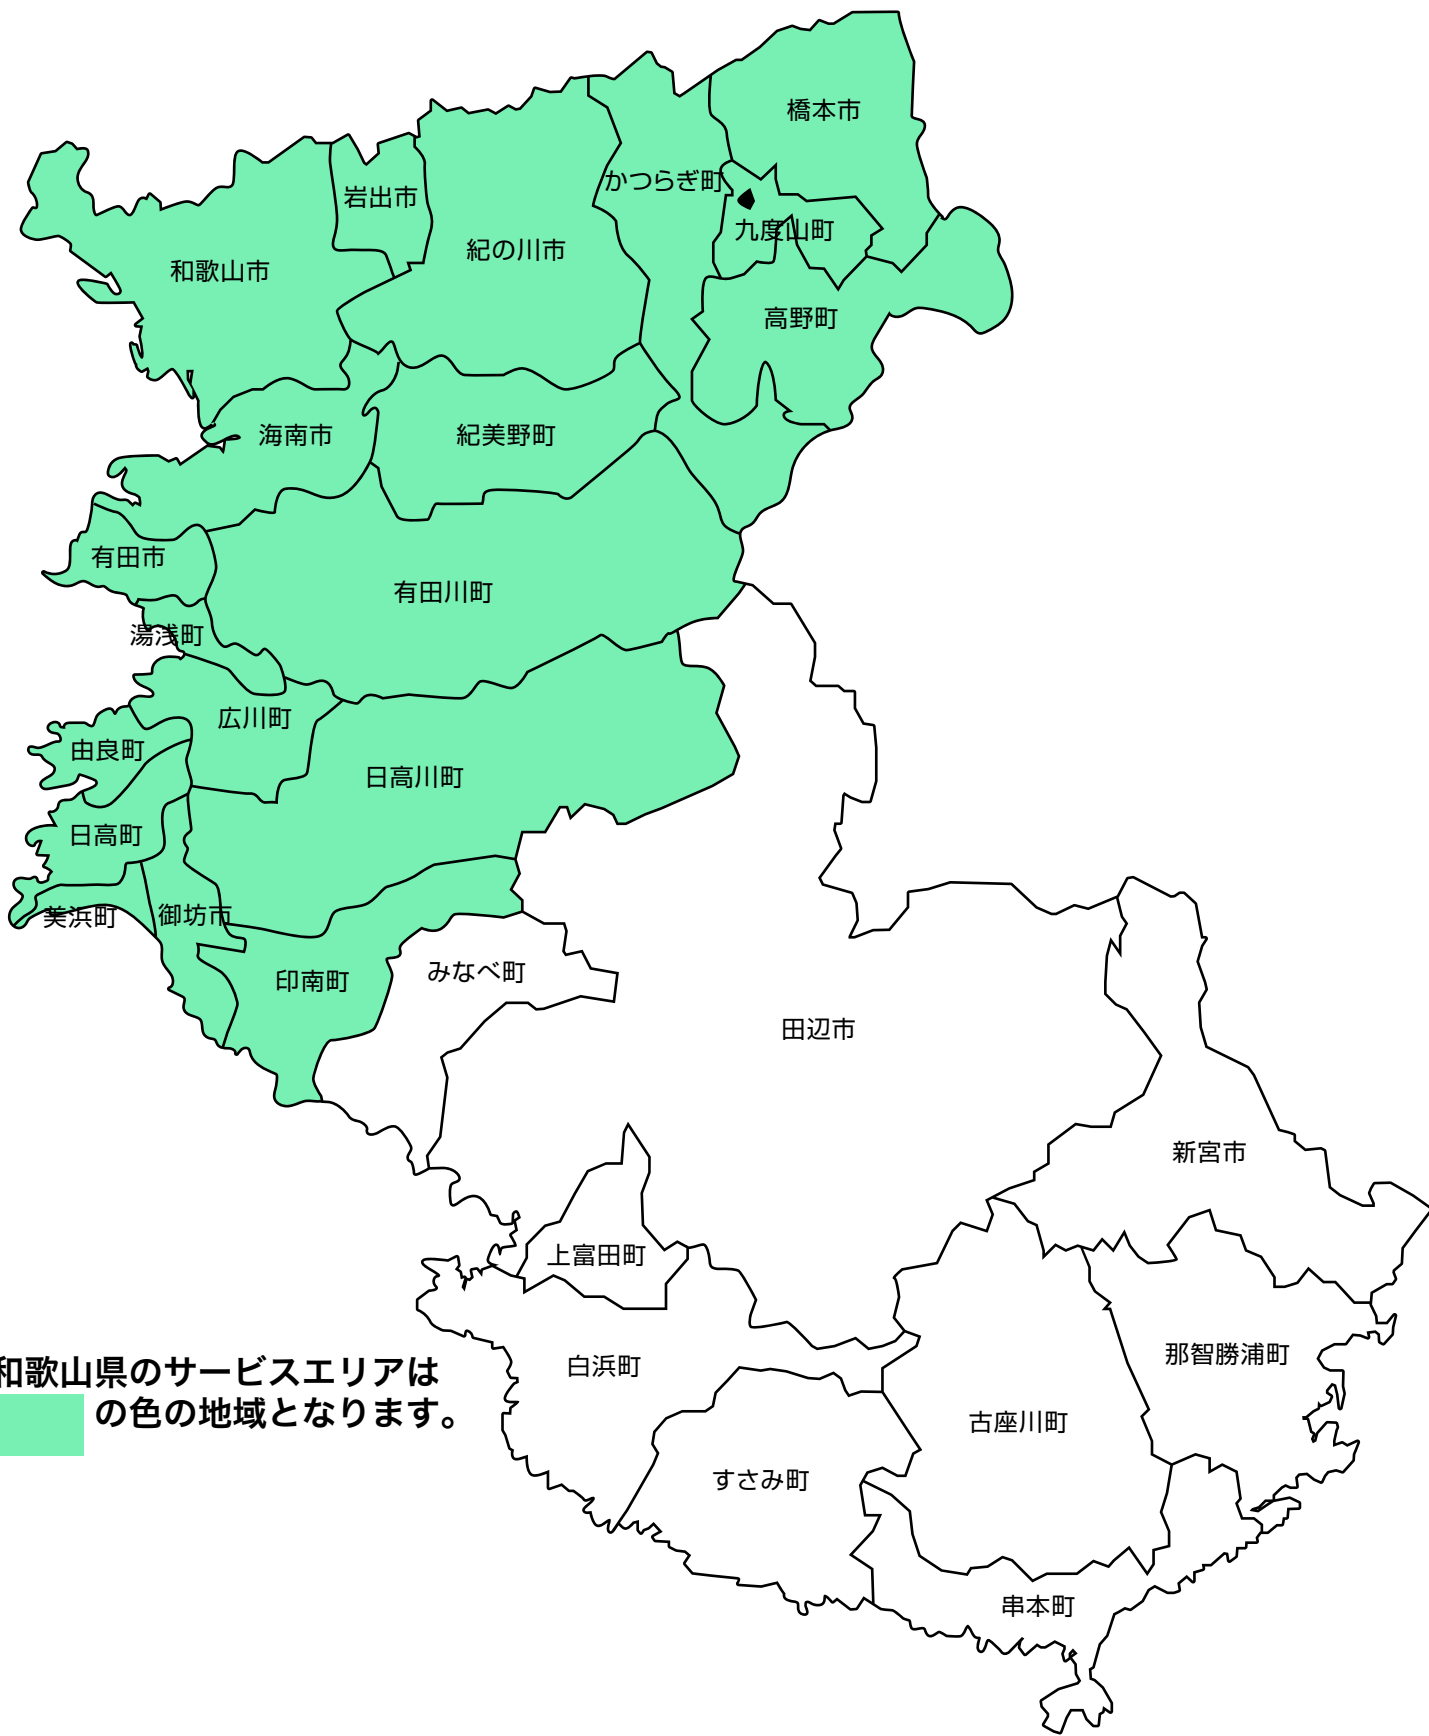 橋本市
かつらぎ町
岩出市
九度山町
紀の川市
和歌山市
高野町
海南市
紀美野町
有田市
有田川町
湯浅町
広川町
由良町
日高川町
日高町
美浜町
御坊市
印南町
みなべ町
田辺市
新宮市
上富田町
那智勝浦町
白浜町
和歌山県のサービスエリアは
の色の地域となります。
古座川町
すさみ町
串本町